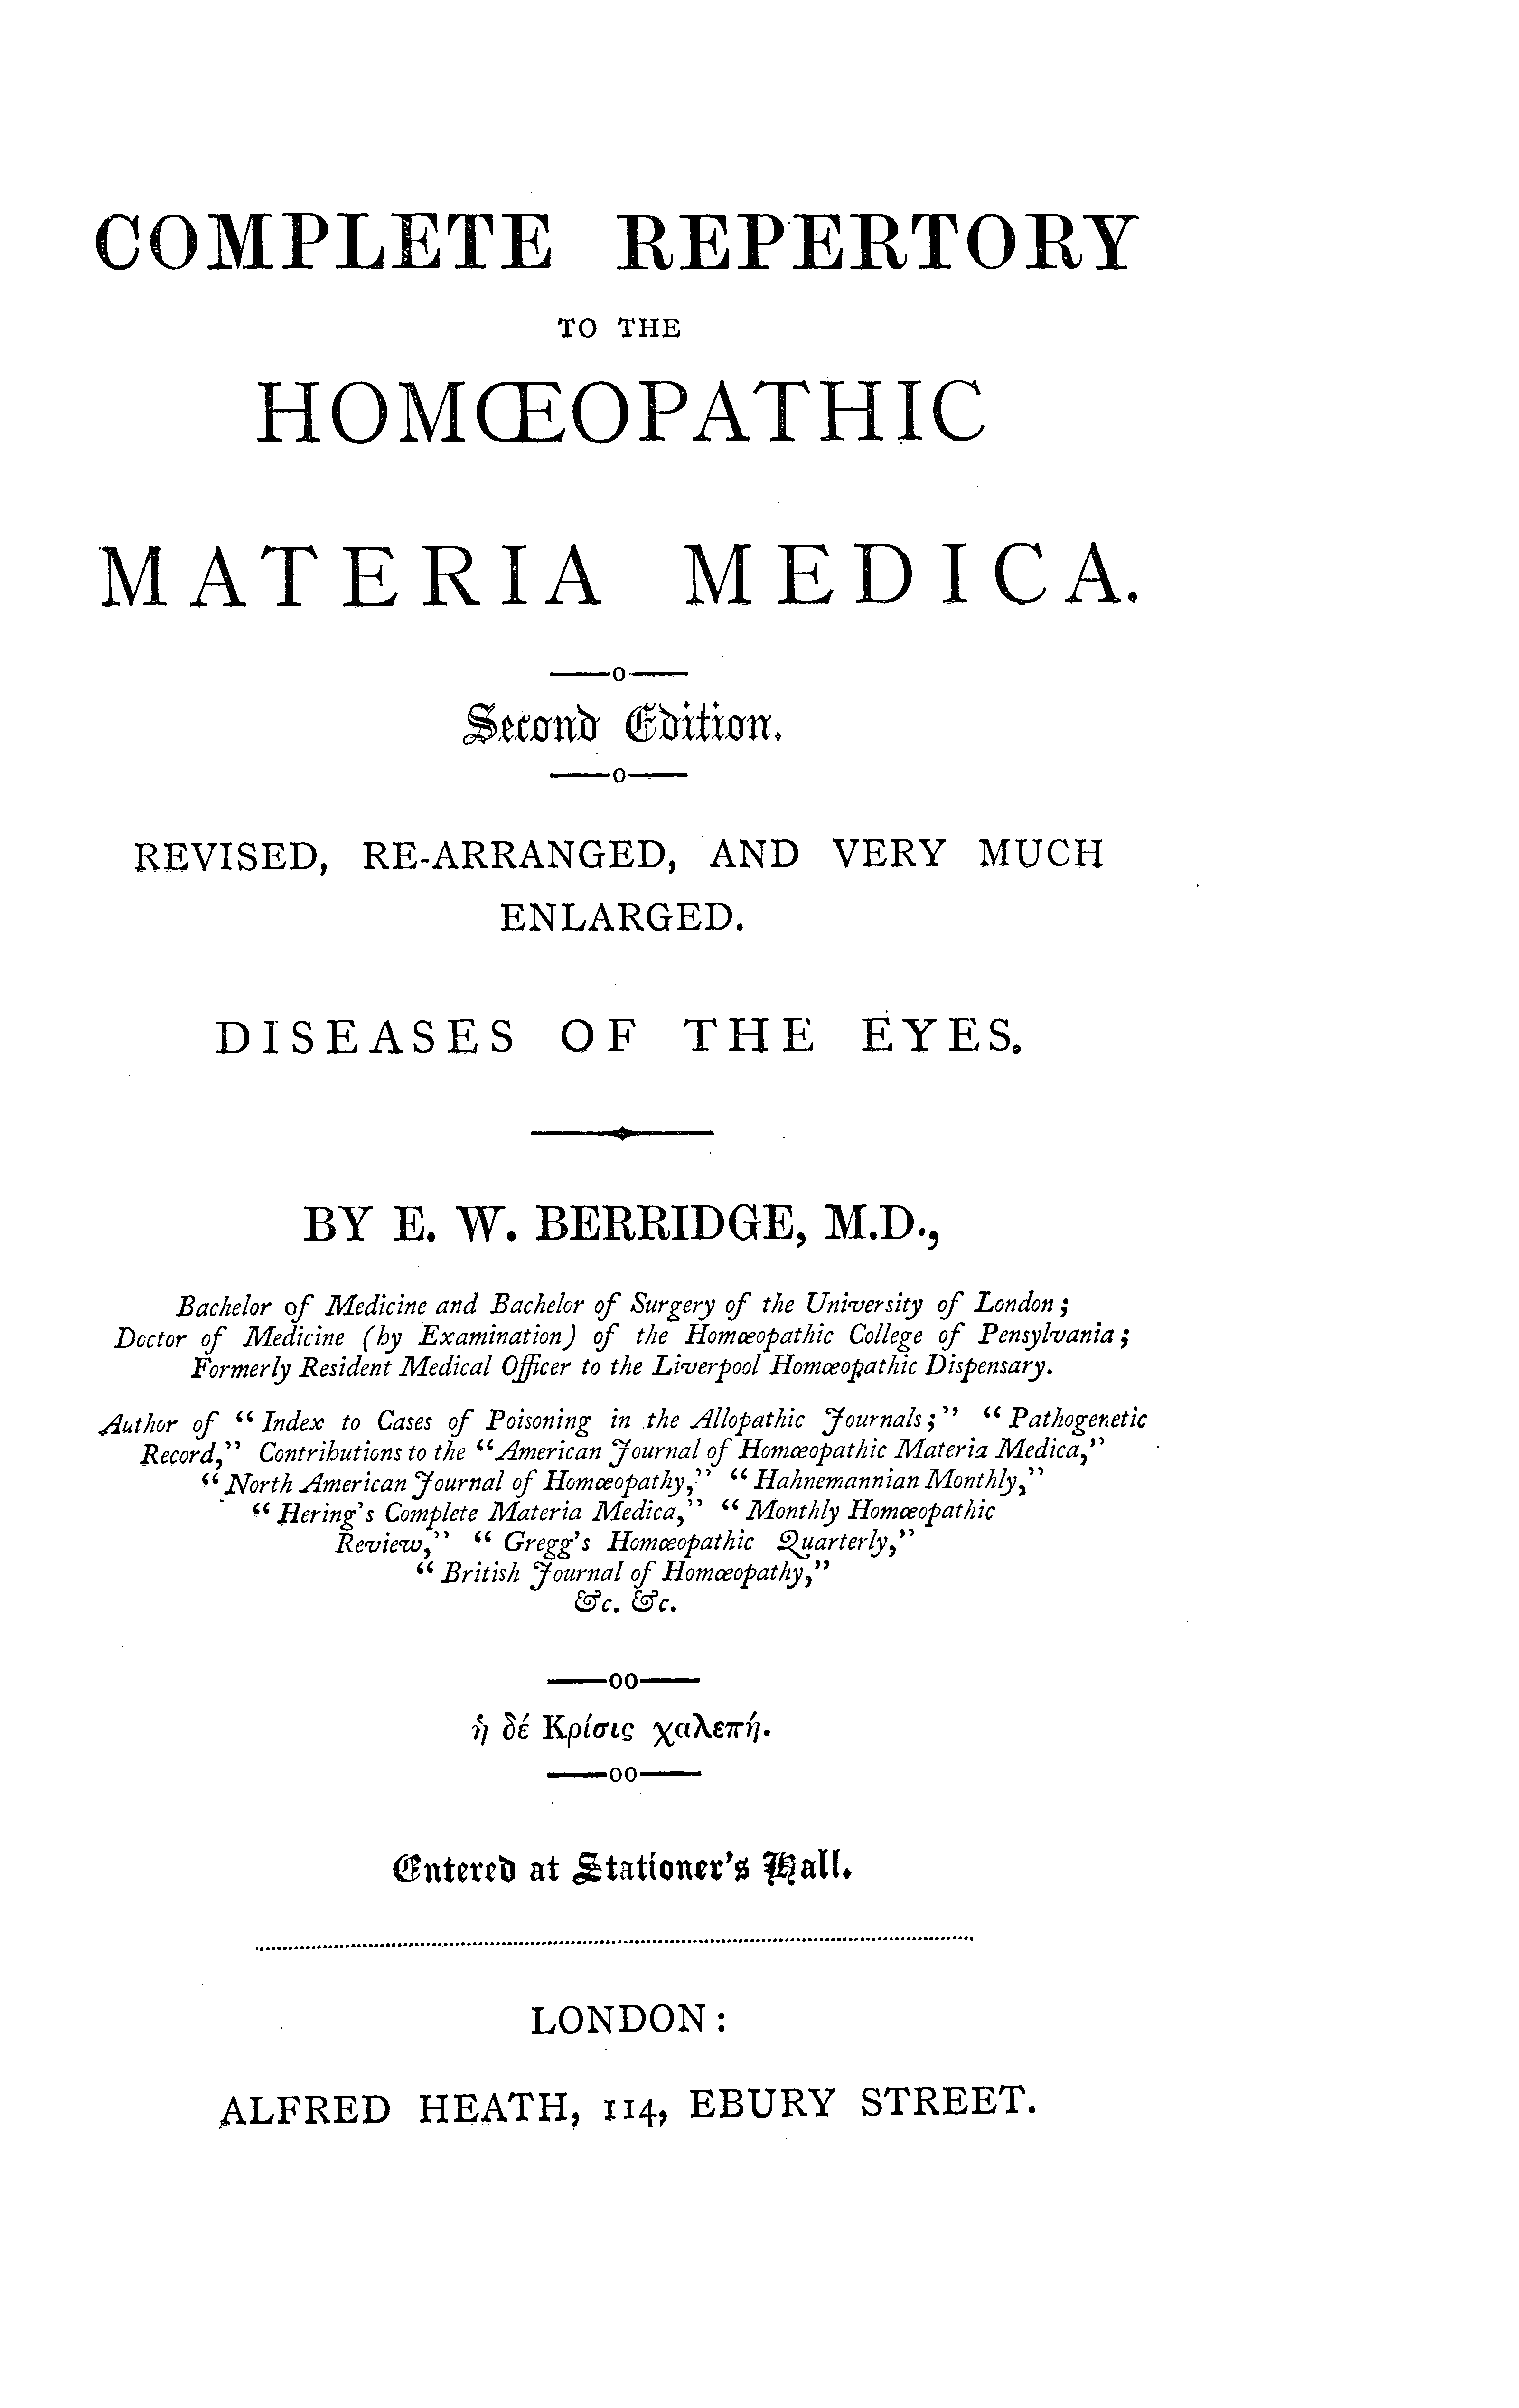 COMPLETE REPERTORY
TO THE
HOMŒOPATHIC
MATERIA MEDICA.
—o—
Second Edition.
—o—
REVISED, RE-ARRANGED, AND VERY MUCH
ENLARGED.
DISEASES OF THE EYES.
BY E. W. BERRIDGE, M.D.,
Bachelor of Medicine and Bachelor of Surgery of the University of London;
Doctor of Medicine (by Examination) of the Homœopathic College of Pensylvania;
Formerly Resident Medical Officer to the Liverpool Homœopathic Dispensary.
Author of “Index to Cases of Poisoning in the Allopathic Journals;” “Pathogenetic
Record,” Contributions to the “American Journal of Homœopathic Materia Medica,”
“North American Journal of Homœopathy,” “Hahnemannian Monthly,”
“Hering's Complete Materia Medica,” “Monthly Homœopathic
Review,” “Gregg's Homœopathic Quarterly,”
“British Journal of Homœopathy,”
&c. &c.
—oo—
ἡ δέ Κρίσις χαλεπή.
—oo—
Entered at Stationer's Hall.
LONDON:
ALFRED HEATH, 114, EBURY STREET.